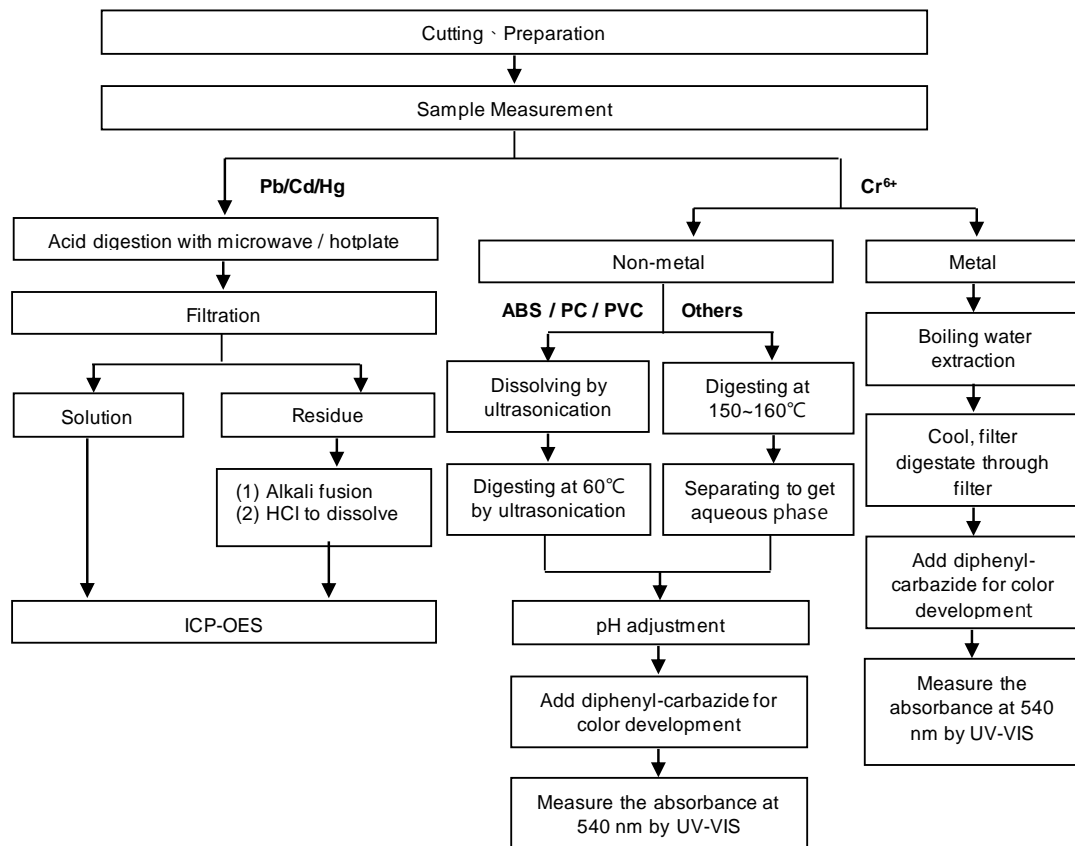 Cutting、Preparation
Sample Measurement
Pb/Cd/Hg
Cr⁶⁺
Acid digestion with microwave / hotplate
Non-metal
Metal
Filtration
ABS / PC / PVC
Others
Boiling water
extraction
Solution
Residue
Dissolving by
ultrasonication
Digesting at
150~160℃
Cool, filter
digestate through
filter
(1) Alkali fusion
(2) HCl to dissolve
Digesting at 60℃
by ultrasonication
Separating to get
aqueous phase
Add diphenyl-
carbazide for color
development
ICP-OES
pH adjustment
Measure the
absorbance at 540
nm by UV-VIS
Add diphenyl-carbazide for
color development
Measure the absorbance at
540 nm by UV-VIS